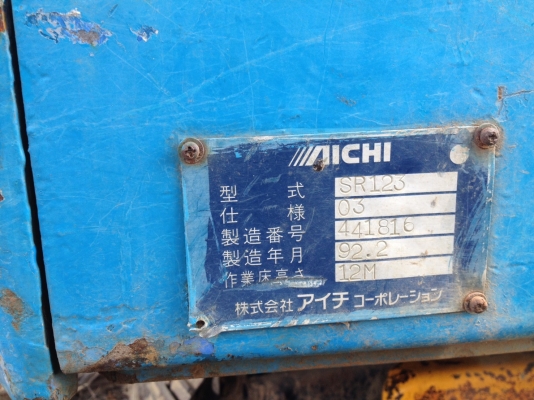 AICHI
型式 SR123
仕様 03
製造番号 441816
製造年月 92.2
作業床高さ 12M
株式会社 アイチ コーポレーション